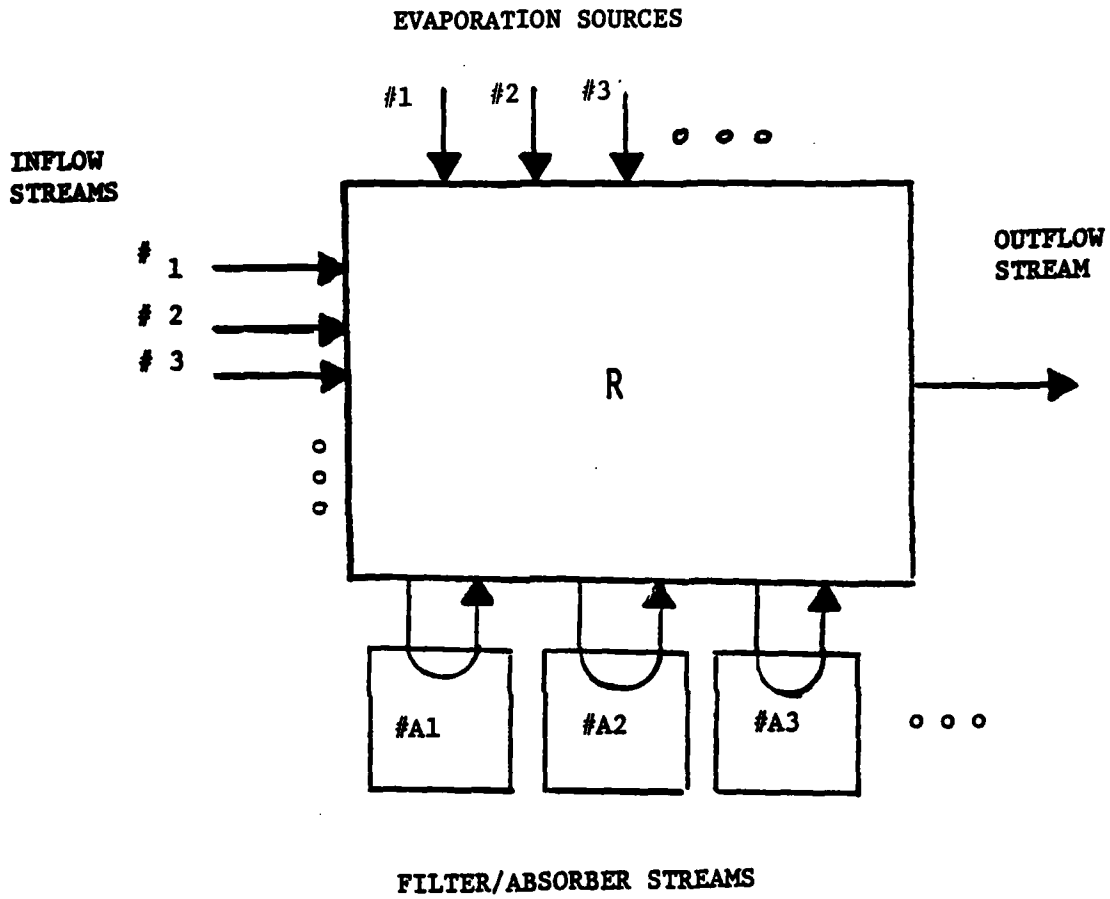 EVAPORATION SOURCES
#1 #2 #3
INFLOW
STREAMS
# 1
# 2
# 3
OUTFLOW
STREAM
R
#A1 #A2 #A3
FILTER/ABSORBER STREAMS